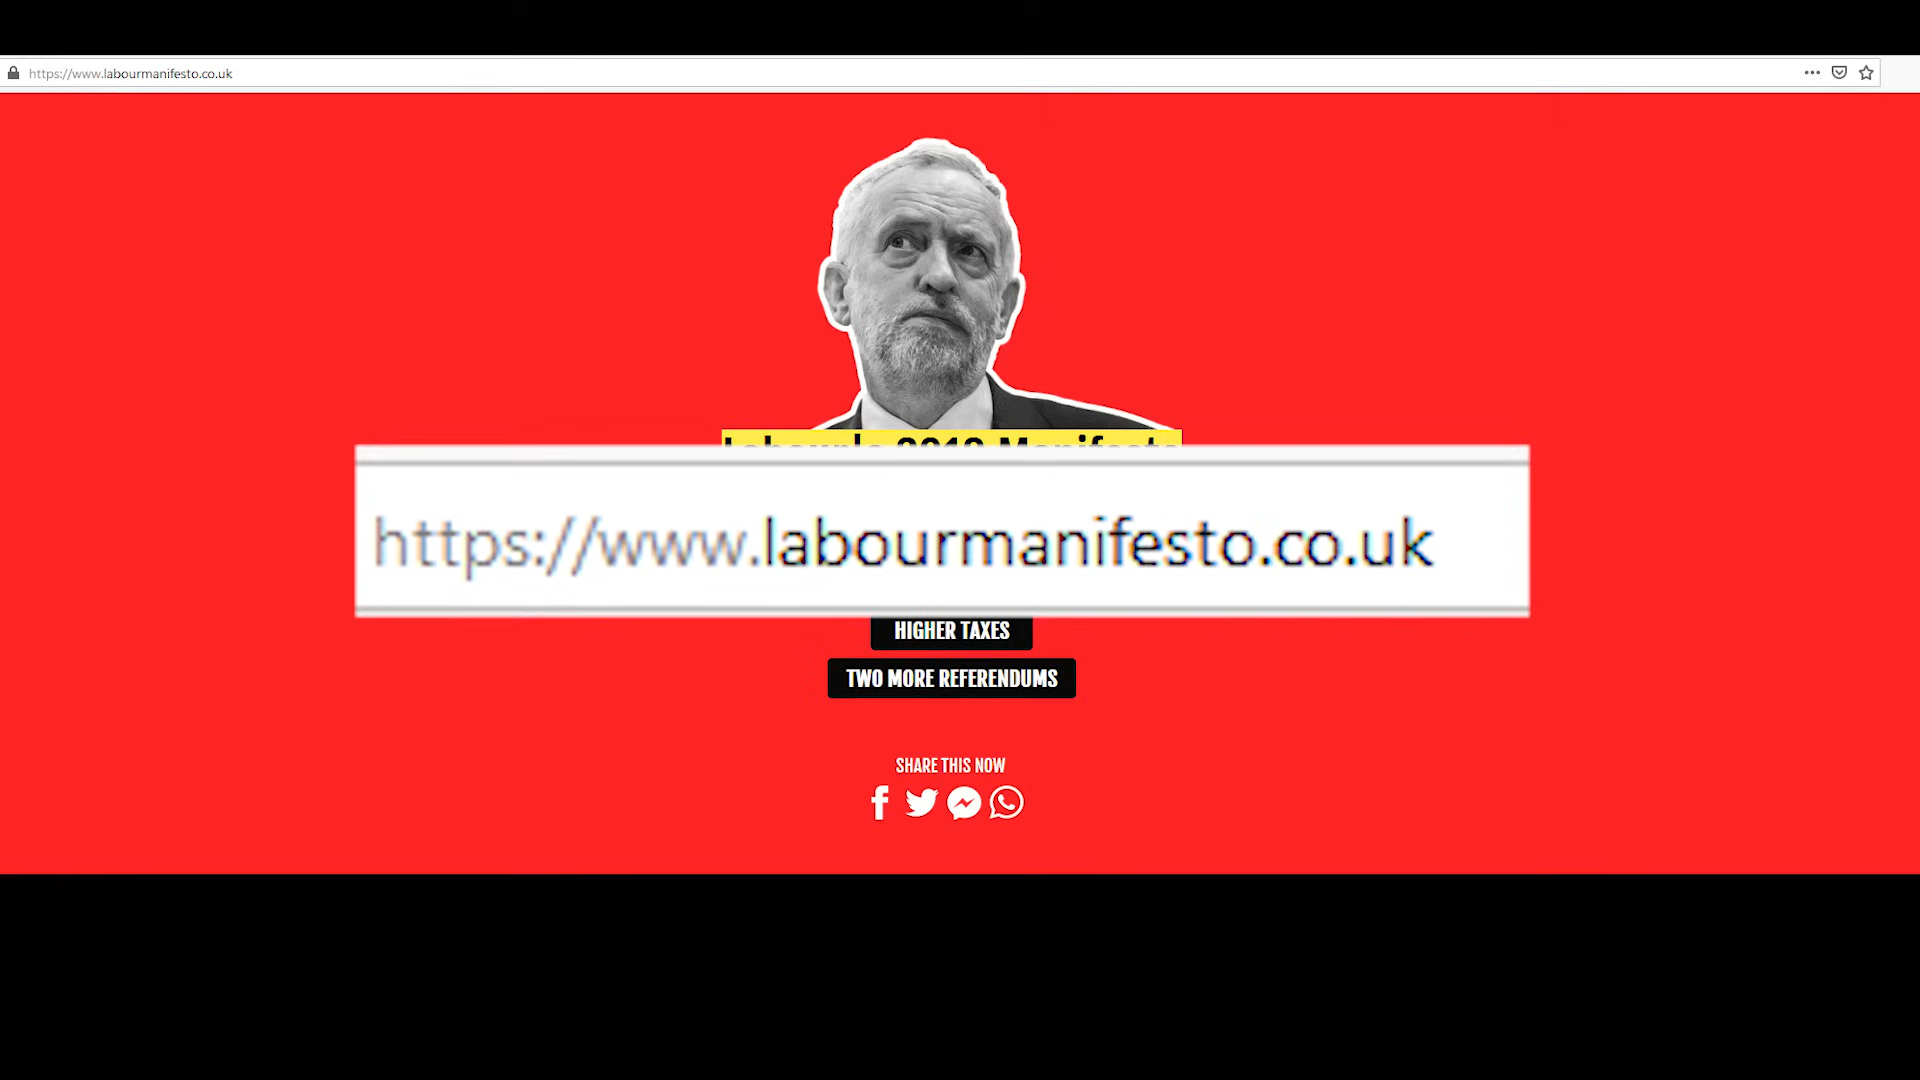 https://www.labourmanifesto.co.uk
Labour's 2019 Manifesto
https://www.labourmanifesto.co.uk
HIGHER TAXES
TWO MORE REFERENDUMS
SHARE THIS NOW